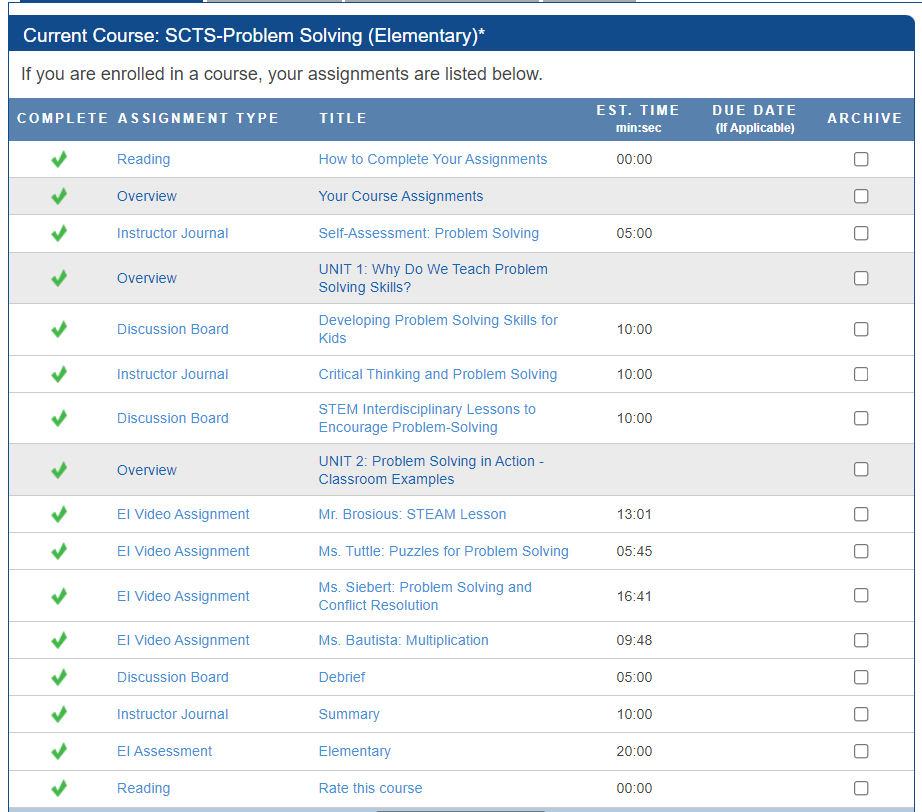 Current Course: SCTS-Problem Solving (Elementary)*
If you are enrolled in a course, your assignments are listed below.
COMPLETE ASSIGNMENT TYPE TITLE EST. TIME min:sec DUE DATE (If Applicable) ARCHIVE
Reading How to Complete Your Assignments 00:00
Overview Your Course Assignments
Instructor Journal Self-Assessment: Problem Solving 05:00
Overview UNIT 1: Why Do We Teach Problem
Solving Skills?
Discussion Board Developing Problem Solving Skills for
Kids 10:00
Instructor Journal Critical Thinking and Problem Solving 10:00
Discussion Board STEM Interdisciplinary Lessons to
Encourage Problem-Solving 10:00
Overview UNIT 2: Problem Solving in Action -
Classroom Examples
EI Video Assignment Mr. Brosious: STEAM Lesson 13:01
EI Video Assignment Ms. Tuttle: Puzzles for Problem Solving 05:45
EI Video Assignment Ms. Siebert: Problem Solving and
Conflict Resolution 16:41
EI Video Assignment Ms. Bautista: Multiplication 09:48
Discussion Board Debrief 05:00
Instructor Journal Summary 10:00
EI Assessment Elementary 20:00
Reading Rate this course 00:00